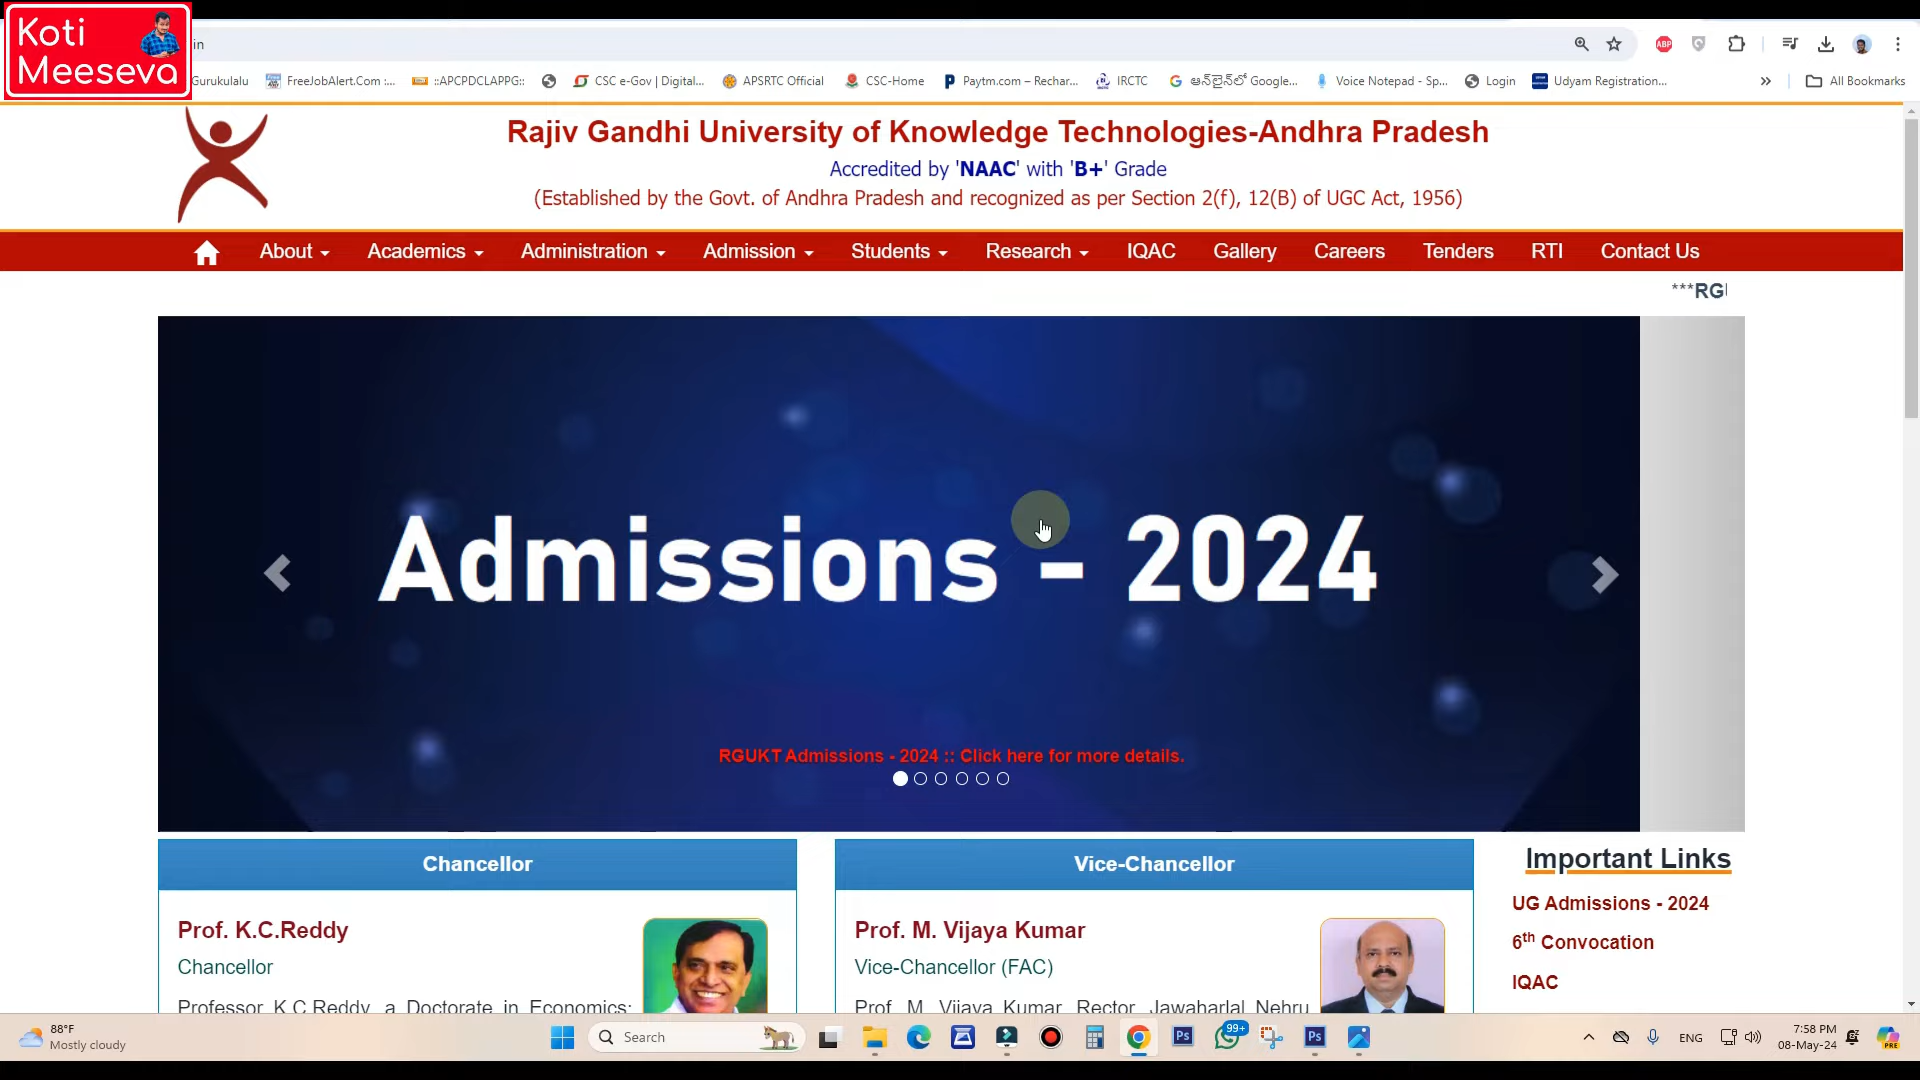 Koti
Meeseva
in
Gurukulalu
FreeJobAlert.Com :...
::APCPDCLAPPG::
CSC e-Gov | Digital...
APSRTC Official
CSC-Home
Paytm.com – Rechar...
IRCTC
ఆన్‌లైన్‌లో Google...
Voice Notepad - Sp...
Login
Udyam Registration...
»
All Bookmarks
ABP
Rajiv Gandhi University of Knowledge Technologies-Andhra Pradesh
Accredited by 'NAAC' with 'B+' Grade
(Established by the Govt. of Andhra Pradesh and recognized as per Section 2(f), 12(B) of UGC Act, 1956)
About
Academics
Administration
Admission
Students
Research
IQAC
Gallery
Careers
Tenders
RTI
Contact Us
***RG
Admissions - 2024
RGUKT Admissions - 2024 :: Click here for more details.
Chancellor
Prof. K.C.Reddy
Chancellor
Professor K.C.Reddy, a Doctorate in Economics;
Vice-Chancellor
Prof. M. Vijaya Kumar
Vice-Chancellor (FAC)
Prof. M. Vijaya Kumar, Rector, Jawaharlal Nehru
Important Links
UG Admissions - 2024
6th Convocation
IQAC
88°F
Mostly cloudy
Search
Ps
99+
Ps
ENG
7:58 PM
08-May-24
PRE